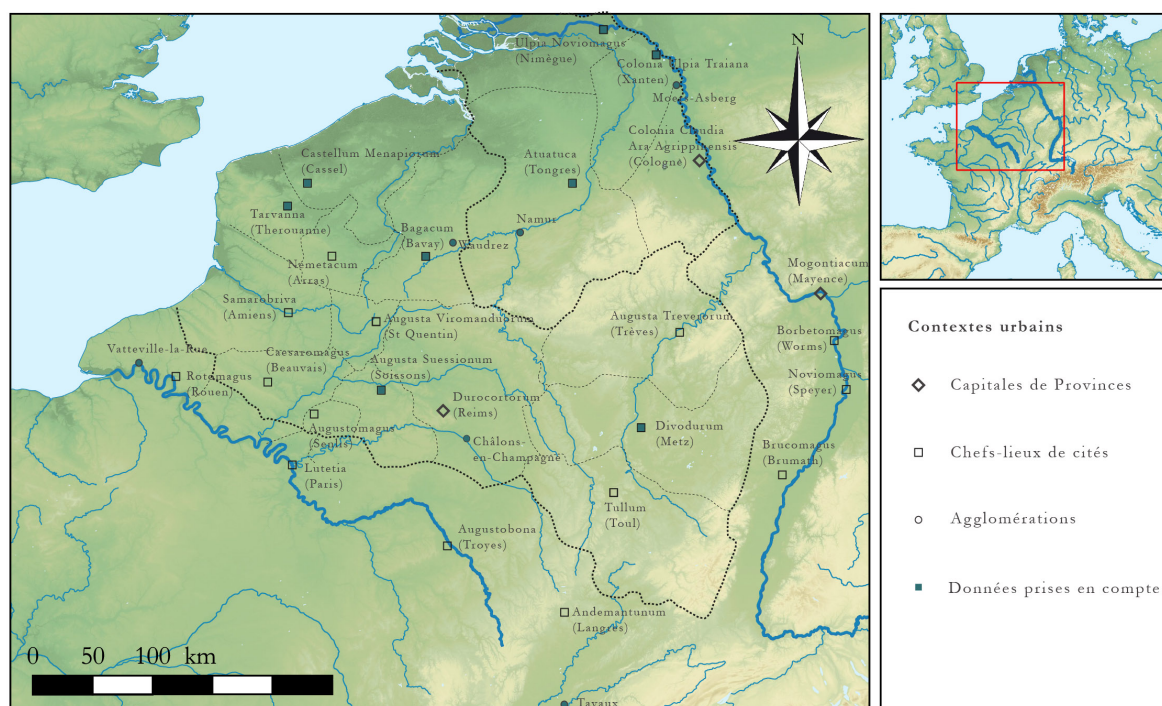 Ulpia Noviomagus
(Nimègue)
Colonia Ulpia Traiana
(Xanten)
Moers-Asberg
N
Colonia Claudia
Ara Agrippinensis
(Cologne)
Castellum Menapiorum
(Cassel)
Atuatuca
(Tongres)
Tarvanna
(Therouanne)
Bagacum
(Bavay)
Waudrez
Namur
Nemetacum
(Arras)
Mogontiacum
(Mayence)
Samarobriva
(Amiens)
Augusta Viromanduorum
(St Quentin)
Augusta Treverorum
(Trèves)
Borbetomagus
(Worms)
Vatteville-la-Rue
Rotomagus
(Rouen)
Caesaromagus
(Beauvais)
Augusta Suessionum
(Soissons)
Noviomagus
(Speyer)
Durocortorum
(Reims)
Augustomagus
(Senlis)
Divodurum
(Metz)
Châlons-
en-Champagne
Brucomagus
(Brumath)
Lutetia
(Paris)
Tullum
(Toul)
Augustobona
(Troyes)
Andemantunum
(Langres)
Tavaux
0 50 100 km
Contextes urbains
Capitales de Provinces
Chefs-lieux de cités
Agglomérations
Données prises en compte